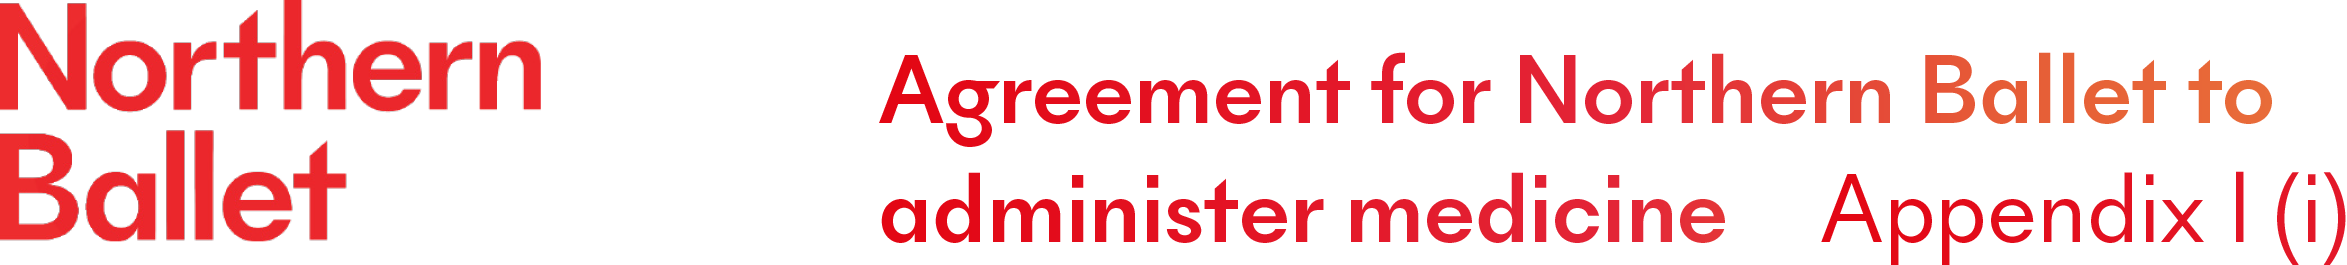 Northern
Ballet
Agreement for Northern Ballet to
administer medicine Appendix I (i)